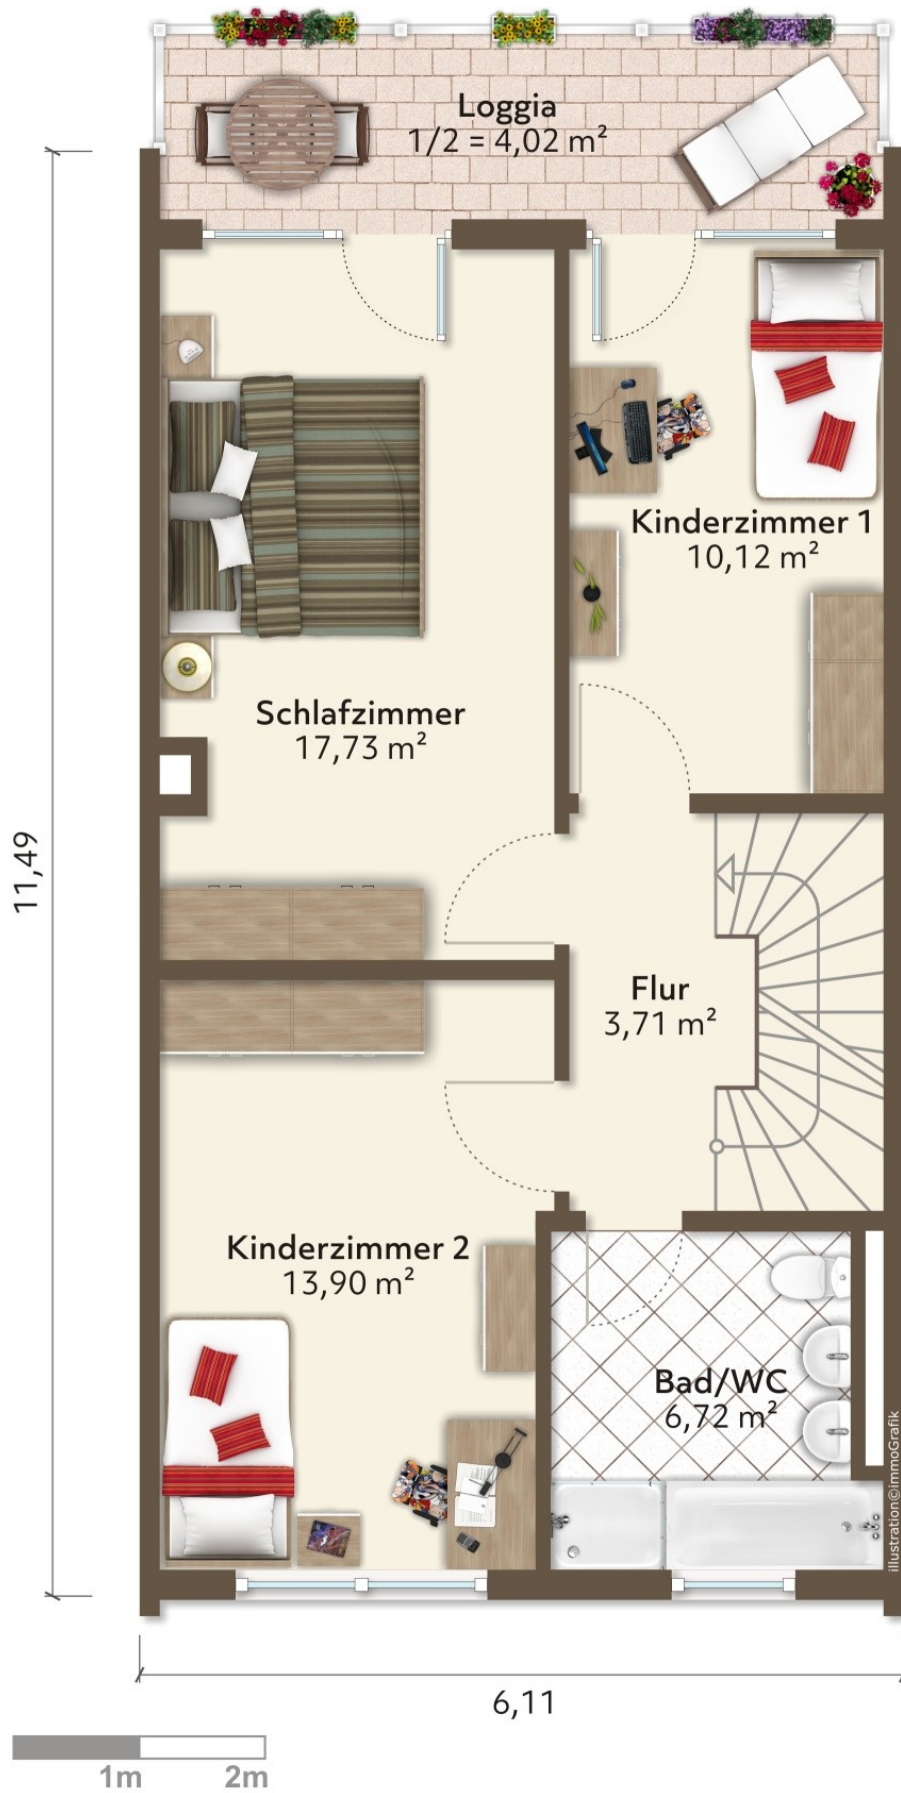 Loggia
1/2 = 4,02 m²
Kinderzimmer 1
10,12 m²
Schlafzimmer
17,73 m²
11,49
Flur
3,71 m²
Kinderzimmer 2
13,90 m²
Bad/WC
6,72 m²
illustration©immoGrafik
6,11
1m 2m